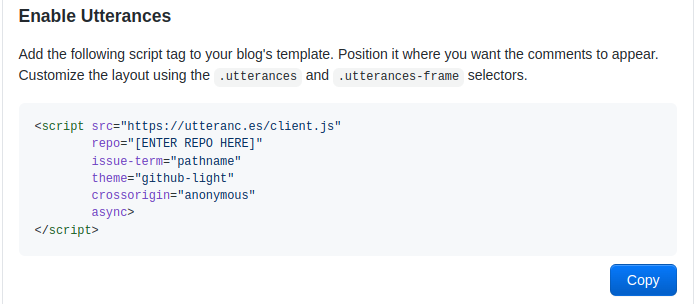 Enable Utterances
Add the following script tag to your blog's template. Position it where you want the comments to appear.
Customize the layout using the .utterances and .utterances-frame selectors.
<script src="https://utteranc.es/client.js"
        repo="[ENTER REPO HERE]"
        issue-term="pathname"
        theme="github-light"
        crossorigin="anonymous"
        async>
</script>
Copy